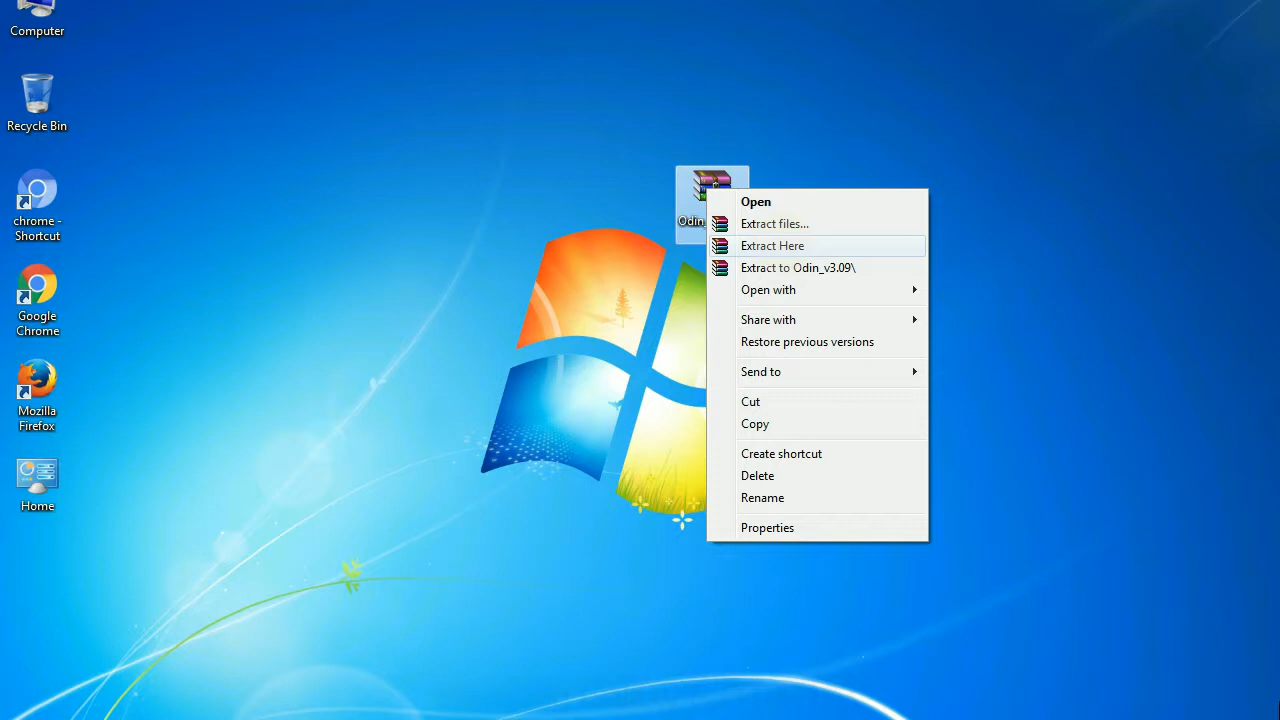 Computer
Recycle Bin
chrome -
Shortcut
Google
Chrome
Mozilla
Firefox
Home
Odin_
Open
Extract files...
Extract Here
Extract to Odin_v3.09\
Open with
Share with
Restore previous versions
Send to
Cut
Copy
Create shortcut
Delete
Rename
Properties